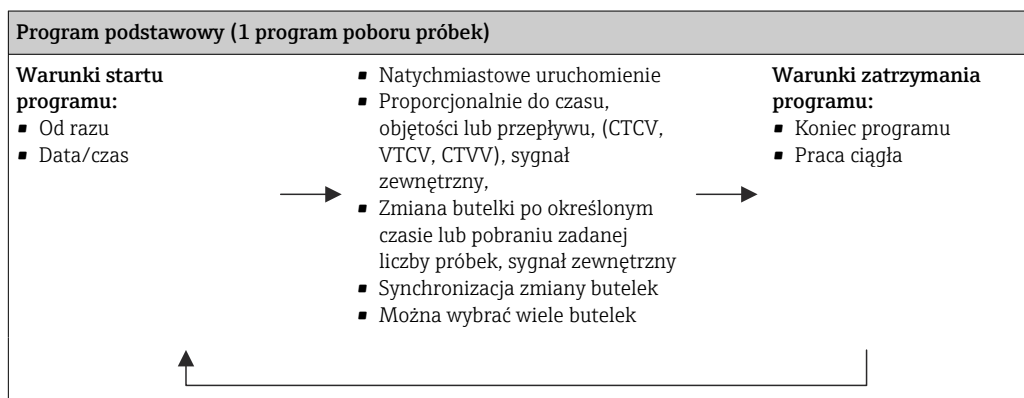 Program podstawowy (1 program poboru próbek)
Warunki startu
programu:
▪ Od razu
▪ Data/czas
▪ Natychmiastowe uruchomienie
▪ Proporcjonalnie do czasu,
objętości lub przepływu, (CTCV,
VTCV, CTVV), sygnał
zewnętrzny,
▪ Zmiana butelki po określonym
czasie lub pobraniu zadanej
liczby próbek, sygnał zewnętrzny
▪ Synchronizacja zmiany butelek
▪ Można wybrać wiele butelek
Warunki zatrzymania
programu:
▪ Koniec programu
▪ Praca ciągła